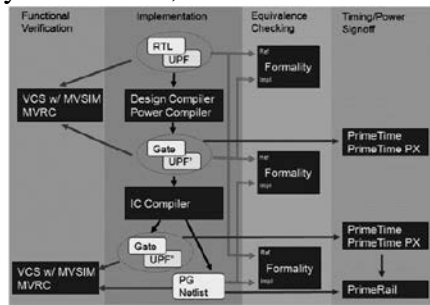 Functional
Verification
Implementation
Equivalence
Checking
Timing/Power
Signoff
RTL
UPF
Ref
Formality
Impl
VCS w/ MVSIM
MVRC
Design Compiler
Power Compiler
Gate
UPF'
Ref
Formality
Impl
PrimeTime
PrimeTime PX
IC Compiler
Gate
UPF"
PrimeTime
PrimeTime PX
VCS w/ MVSIM
MVRC
PG
Netlist
Ref
Formality
Impl
PrimeRail